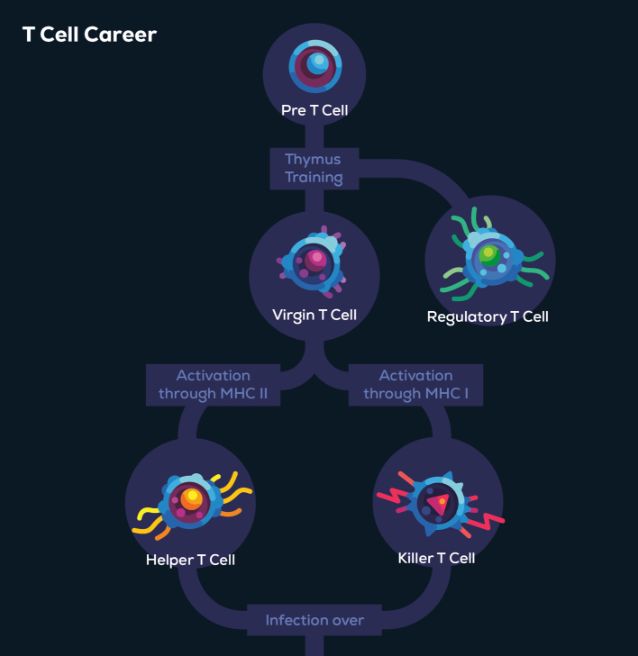 T Cell Career
Pre T Cell
Thymus
Training
Virgin T Cell
Regulatory T Cell
Activation
through MHC II
Activation
through MHC I
Helper T Cell
Killer T Cell
Infection over